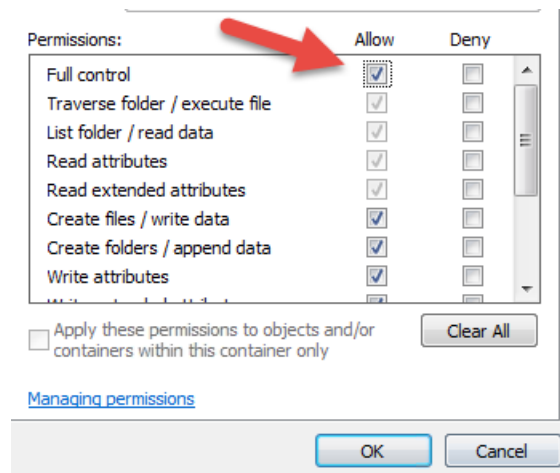 Permissions: Allow Deny
Full control
Traverse folder / execute file
List folder / read data
Read attributes
Read extended attributes
Create files / write data
Create folders / append data
Write attributes
Apply these permissions to objects and/or
containers within this container only
Clear All
Managing permissions
OK Cancel